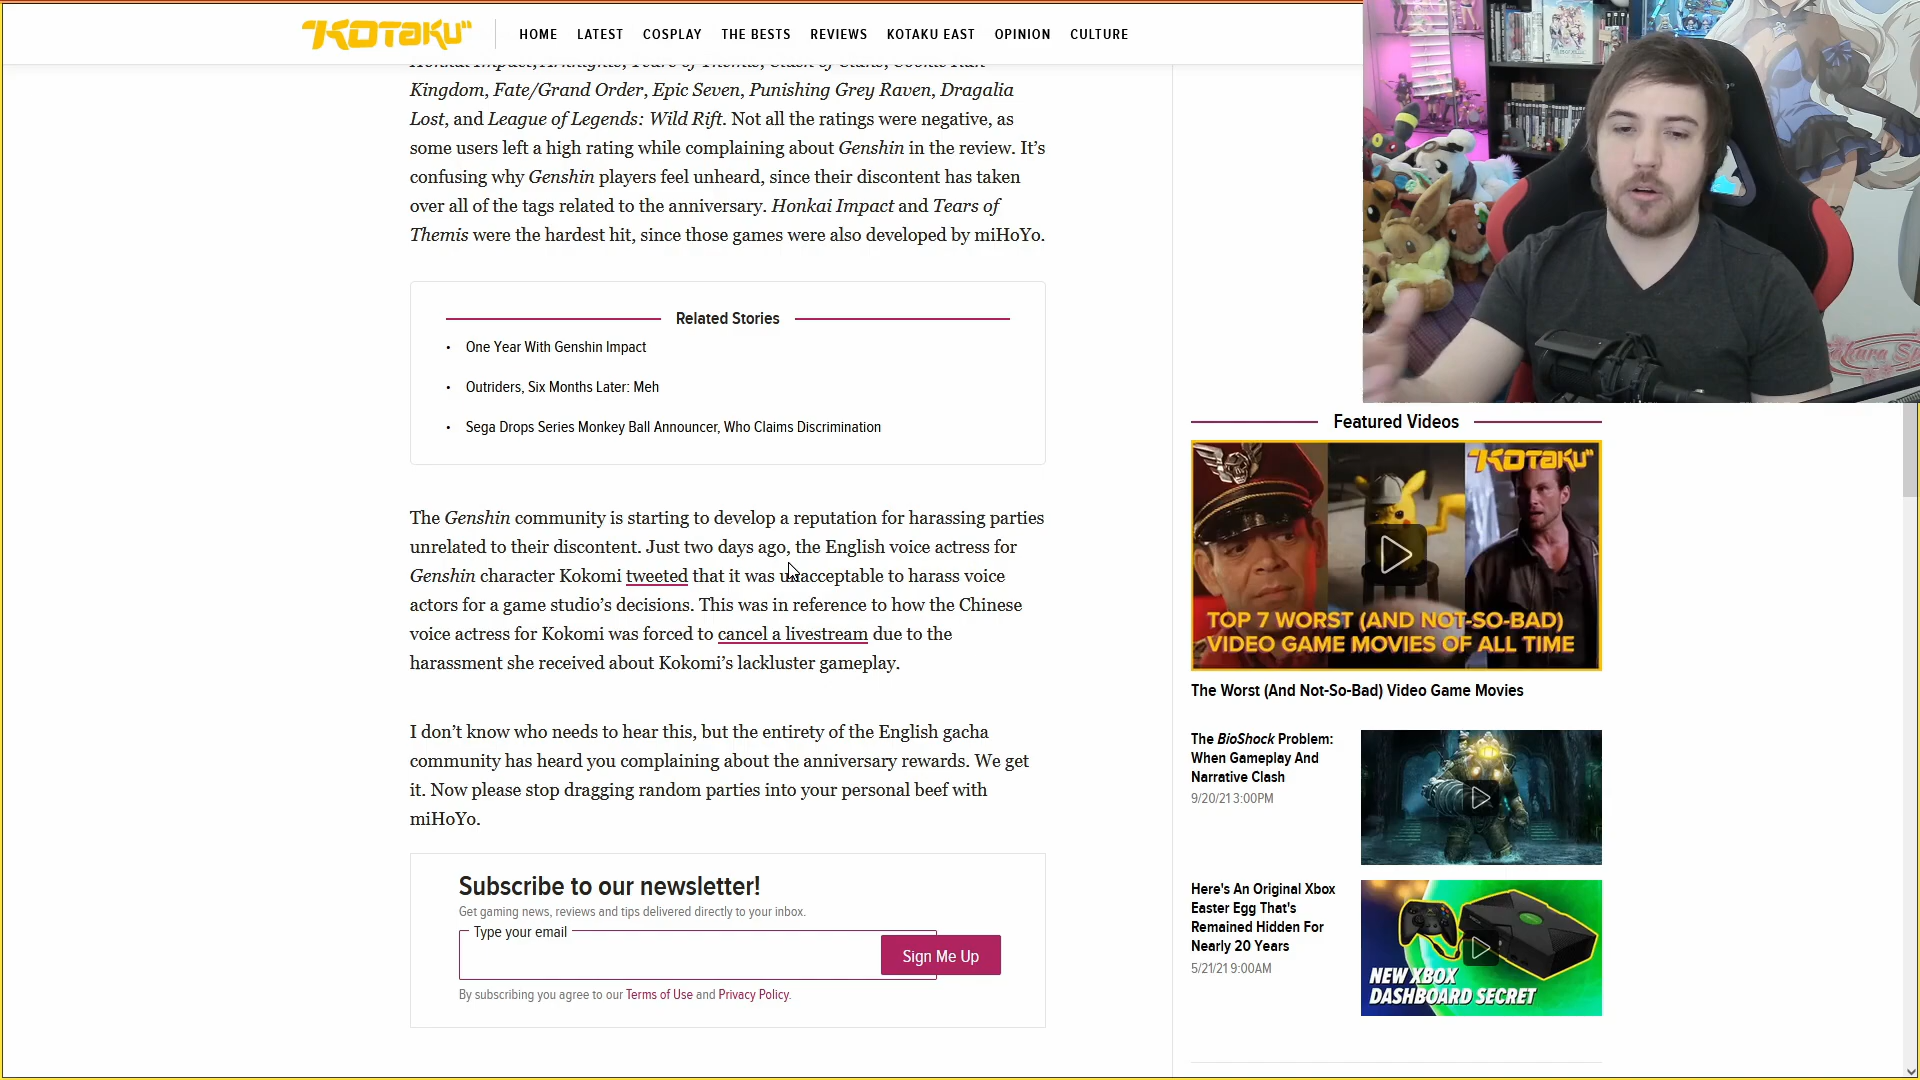 KOTAKU
HOME LATEST COSPLAY THE BESTS REVIEWS KOTAKU EAST OPINION CULTURE
Kingdom, Fate/Grand Order, Epic Seven, Punishing Grey Raven, Dragalia
Lost, and League of Legends: Wild Rift. Not all the ratings were negative, as
some users left a high rating while complaining about Genshin in the review. It's
confusing why Genshin players feel unheard, since their discontent has taken
over all of the tags related to the anniversary. Honkai Impact and Tears of
Themis were the hardest hit, since those games were also developed by miHoYo.
Related Stories
• One Year With Genshin Impact
• Outriders, Six Months Later: Meh
• Sega Drops Series Monkey Ball Announcer, Who Claims Discrimination
The Genshin community is starting to develop a reputation for harassing parties
unrelated to their discontent. Just two days ago, the English voice actress for
Genshin character Kokomi tweeted that it was unacceptable to harass voice
actors for a game studio's decisions. This was in reference to how the Chinese
voice actress for Kokomi was forced to cancel a livestream due to the
harassment she received about Kokomi's lackluster gameplay.
I don't know who needs to hear this, but the entirety of the English gacha
community has heard you complaining about the anniversary rewards. We get
it. Now please stop dragging random parties into your personal beef with
miHoYo.
Subscribe to our newsletter!
Get gaming news, reviews and tips delivered directly to your inbox.
Type your email
Sign Me Up
By subscribing you agree to our Terms of Use and Privacy Policy.
Featured Videos
KOTAKU
TOP 7 WORST (AND NOT-SO-BAD)
VIDEO GAME MOVIES OF ALL TIME
The Worst (And Not-So-Bad) Video Game Movies
The BioShock Problem:
When Gameplay And
Narrative Clash
9/20/21 3:00PM
Here's An Original Xbox
Easter Egg That's
Remained Hidden For
Nearly 20 Years
5/21/21 9:00AM
NEW XBOX
DASHBOARD SECRET